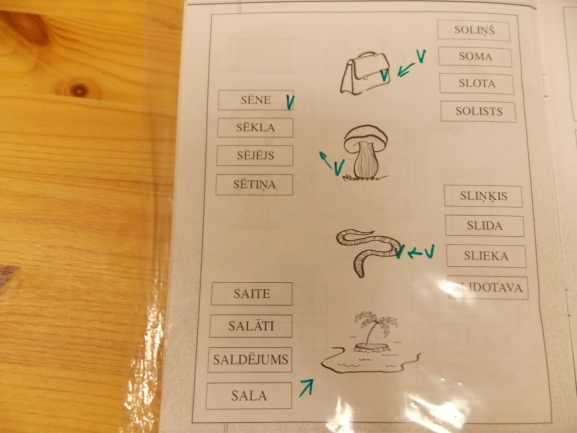 SOLIŅŠ
SOMA
SLOTA
SOLISTS
SĒNE V
SĒKLA
SĒJĒJS
SĒTIŅA
V
V
V
SLIŅĶIS
SLIDA
SLIEKA
SLIDOTAVA
V
V
SAITE
SALĀTI
SALDĒJUMS
SALA